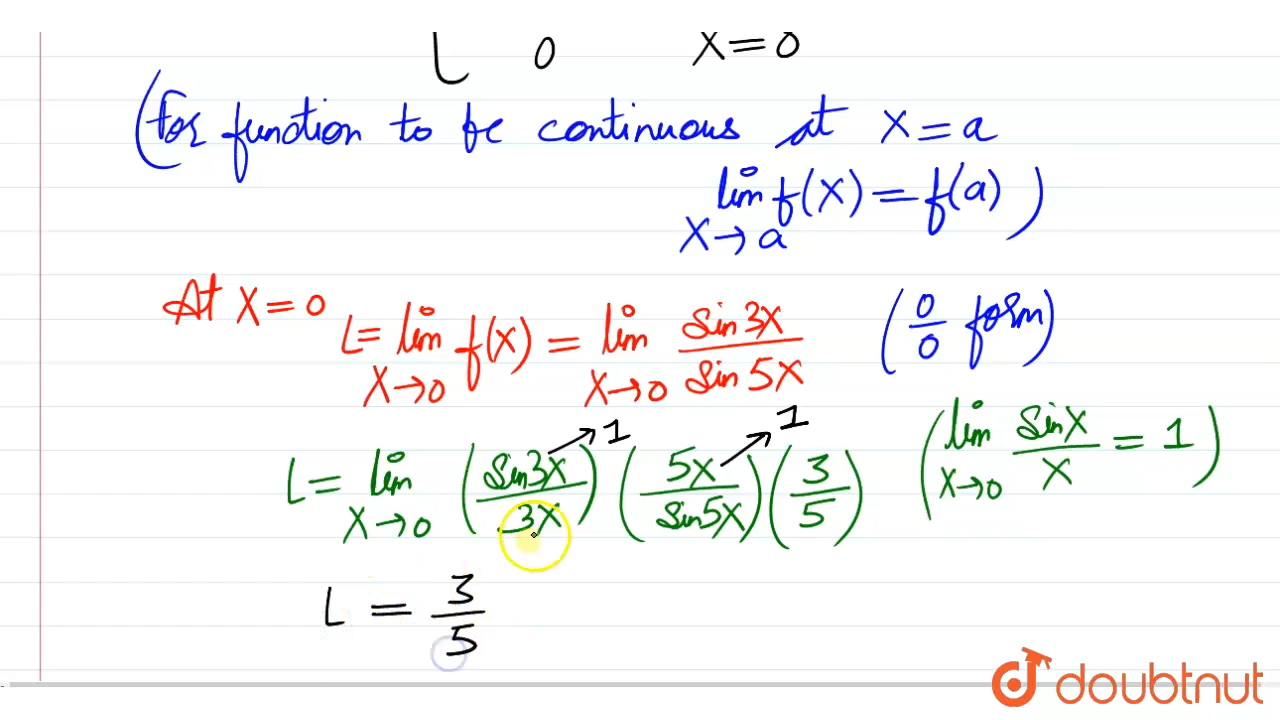 0 X=0
(For function to be continuous at x=a
lim f(x) = f(a))
x→a
At x=0
L= lim f(x) = lim sin3x/sin5x (0/0 form)
x→0 x→0
L= lim (sin3x/3x)→1 (5x/sin5x)→1 (3/5) (lim sinx/x = 1)
x→0 x→0
L = 3/5
doubtnut